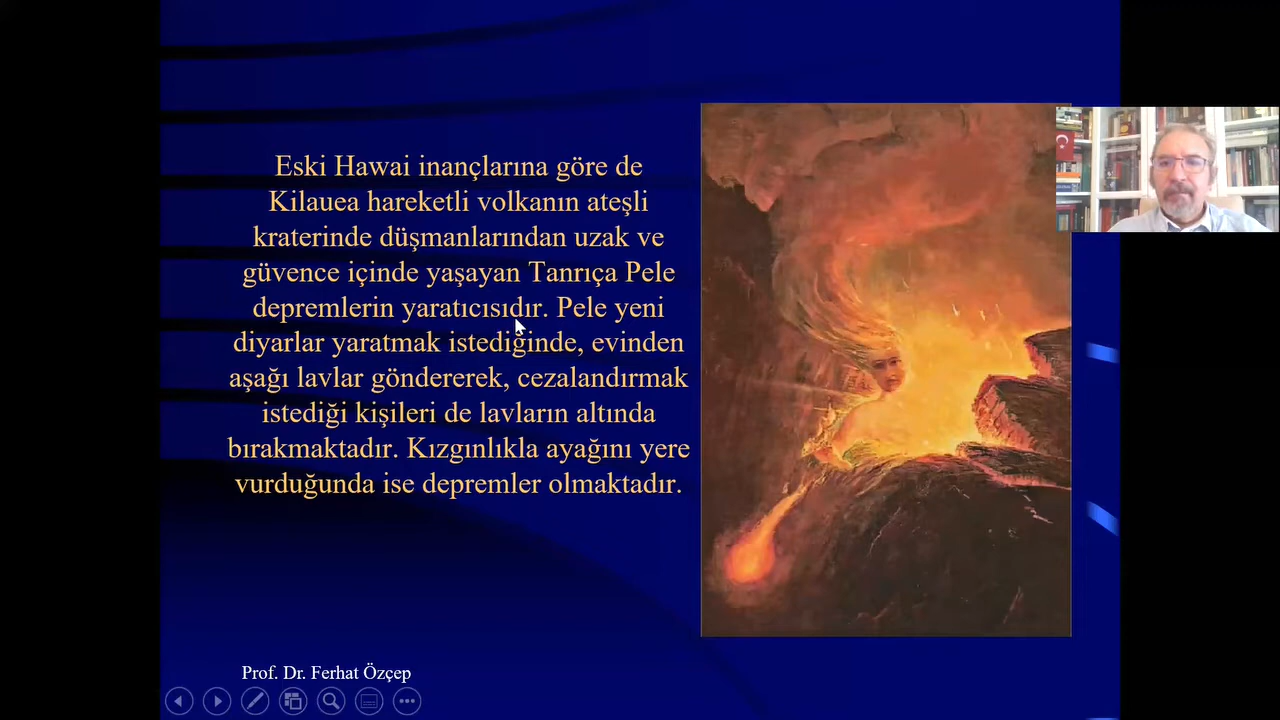 Eski Hawai inançlarına göre de
Kilauea hareketli volkanın ateşli
kraterinde düşmanlarından uzak ve
güvence içinde yaşayan Tanrıça Pele
depremlerin yaratıcısıdır. Pele yeni
diyarlar yaratmak istediğinde, evinden
aşağı lavlar göndererek, cezalandırmak
istediği kişileri de lavların altında
bırakmaktadır. Kızgınlıkla ayağını yere
vurduğunda ise depremler olmaktadır.
Prof. Dr. Ferhat Özçep